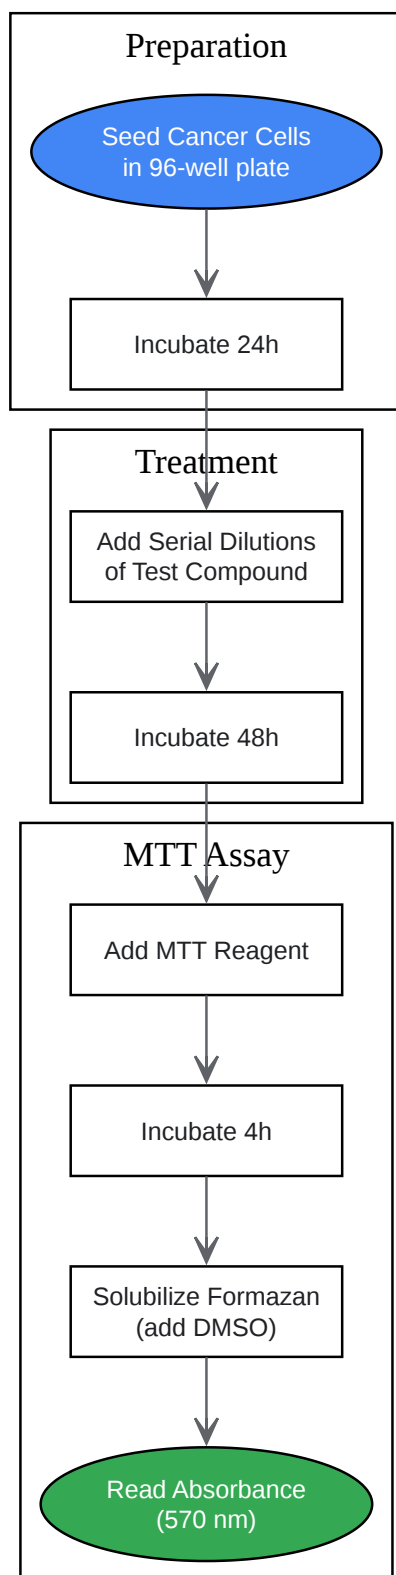 Preparation
Seed Cancer Cells
in 96-well plate
Incubate 24h
Treatment
Add Serial Dilutions
of Test Compound
Incubate 48h
MTT Assay
Add MTT Reagent
Incubate 4h
Solubilize Formazan
(add DMSO)
Read Absorbance
(570 nm)